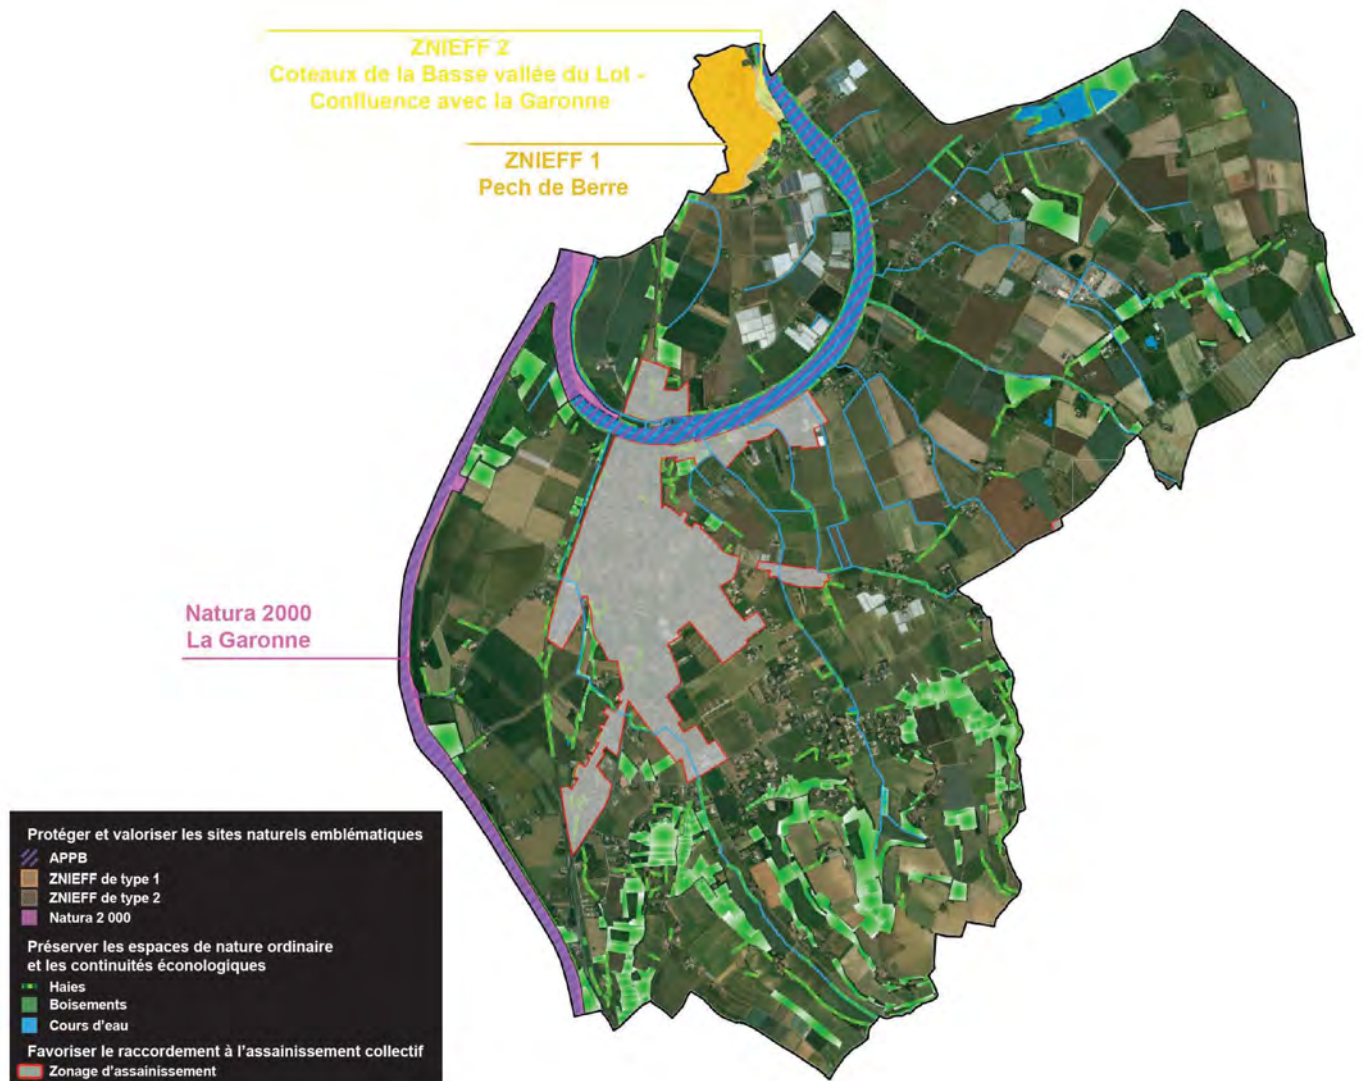 ZNIEFF 2
Coteaux de la Basse vallée du Lot -
Confluence avec la Garonne
ZNIEFF 1
Pech de Berre
Natura 2000
La Garonne
Protéger et valoriser les sites naturels emblématiques
APPB
ZNIEFF de type 1
ZNIEFF de type 2
Natura 2 000
Préserver les espaces de nature ordinaire
et les continuités éconologiques
Haies
Boisements
Cours d'eau
Favoriser le raccordement à l'assainissement collectif
Zonage d'assainissement